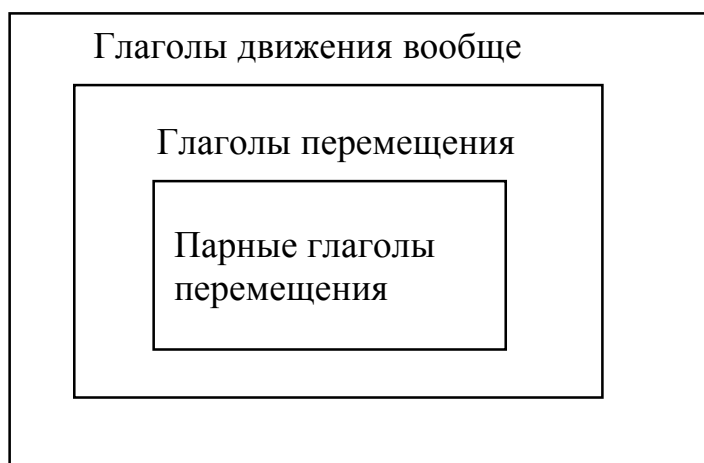 Глаголы движения вообще
Глаголы перемещения
Парные глаголы
перемещения